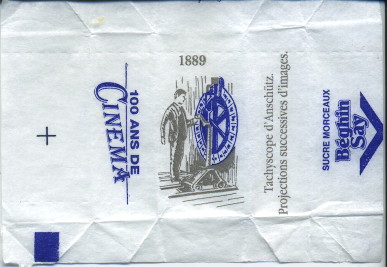 100 ANS DE
CINEMA
1889
Tachyscope d'Anschütz.
Projections successives d'images.
SUCRE MORCEAUX
Béghin
Say